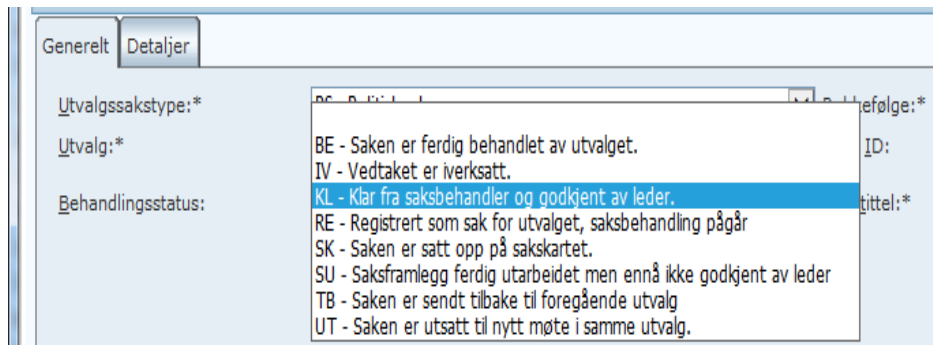 Generelt Detaljer
Utvalgssakstype:*
Utvalg:* ID:
BE - Saken er ferdig behandlet av utvalget.
IV - Vedtaket er iverksatt.
Behandlingsstatus: KL - Klar fra saksbehandler og godkjent av leder. tittel:*
RE - Registrert som sak for utvalget, saksbehandling pågår
SK - Saken er satt opp på sakskartet.
SU - Saksframlegg ferdig utarbeidet men ennå ikke godkjent av leder
TB - Saken er sendt tilbake til foregående utvalg
UT - Saken er utsatt til nytt møte i samme utvalg.